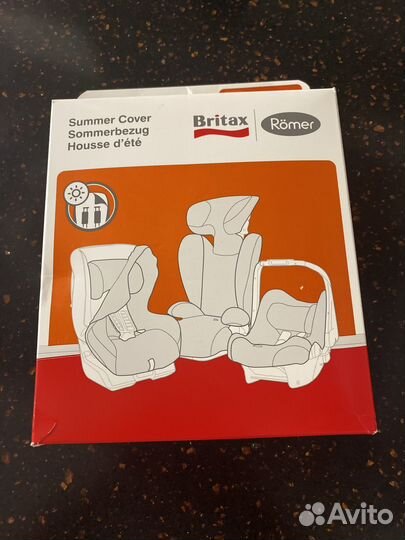 Summer Cover
Sommerbezug
Housse d'été
Britax
Römer
Avito